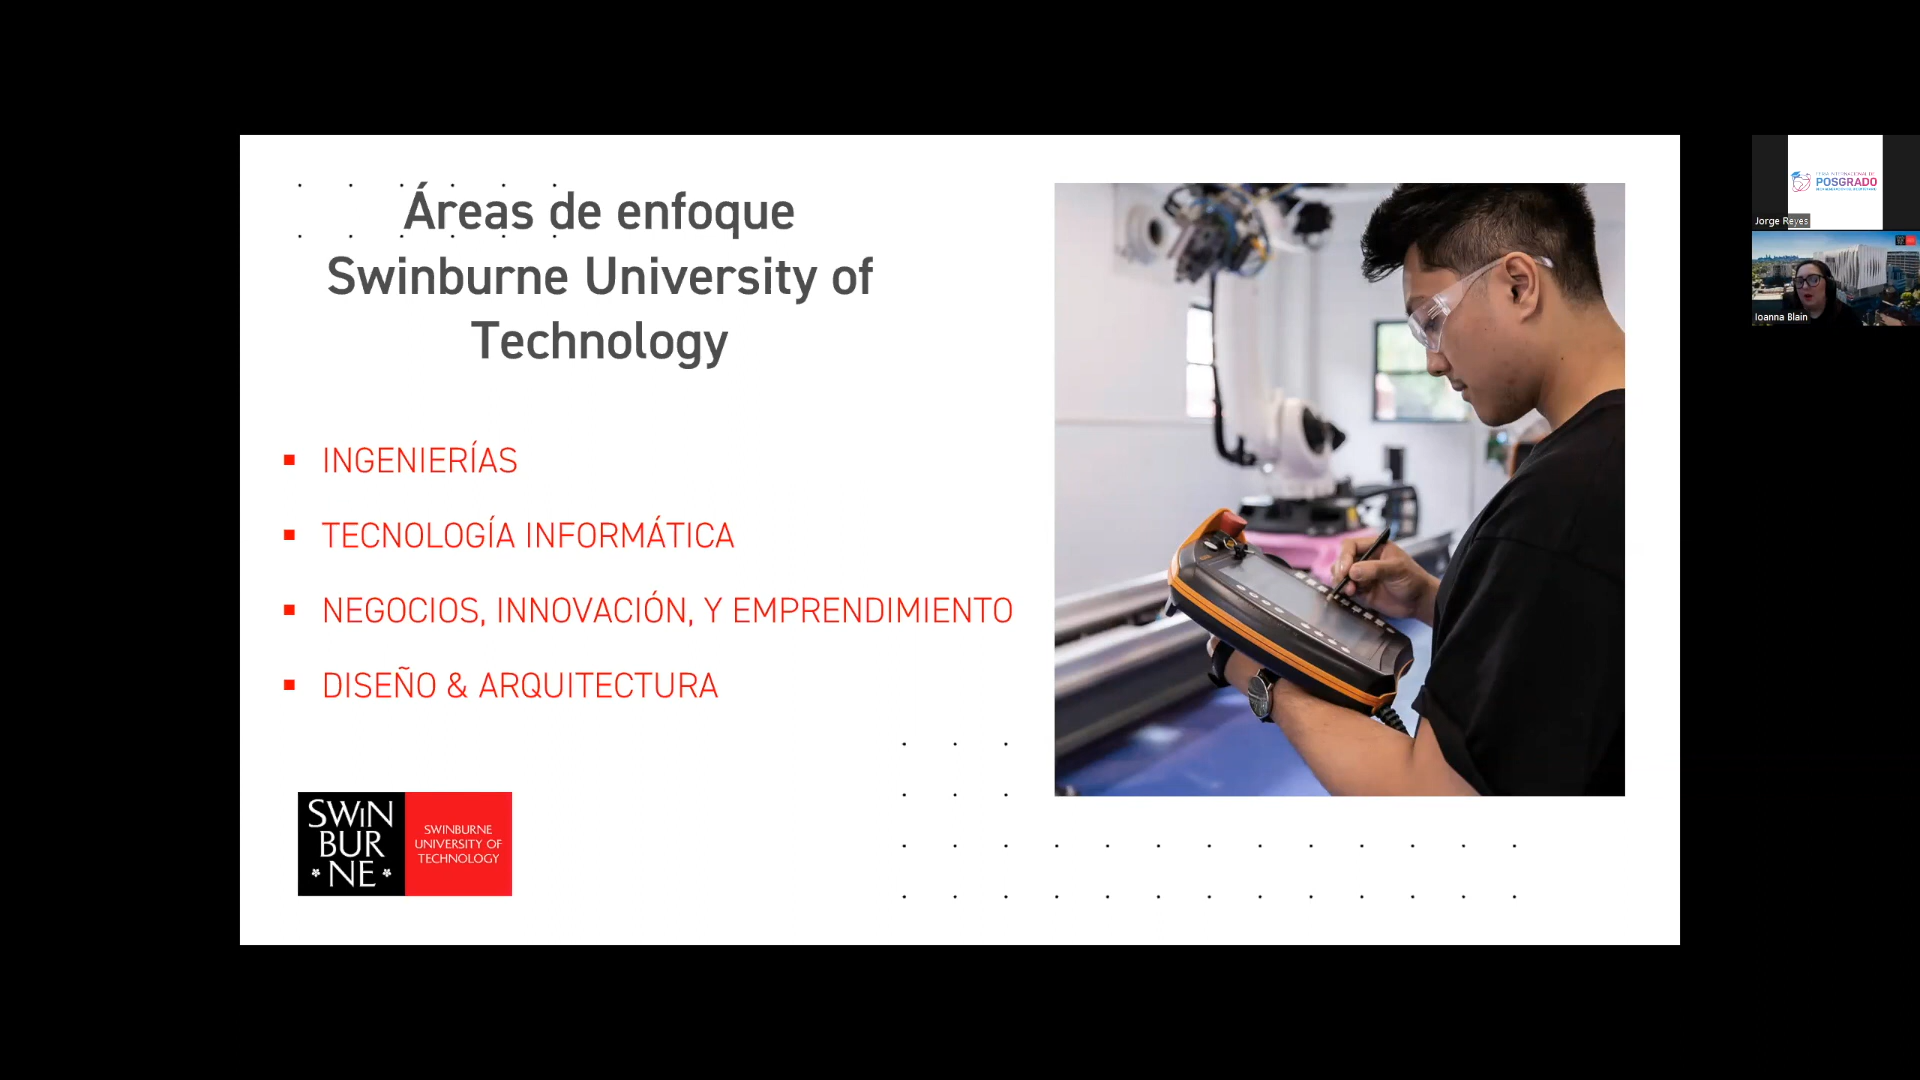 Áreas de enfoque
Swinburne University of
Technology
▪ INGENIERÍAS
▪ TECNOLOGÍA INFORMÁTICA
▪ NEGOCIOS, INNOVACIÓN, Y EMPRENDIMIENTO
▪ DISEÑO & ARQUITECTURA
SWIN
BUR
NE
SWINBURNE
UNIVERSITY OF
TECHNOLOGY
POSGRADO
Jorge Reyes
Ioanna Blain